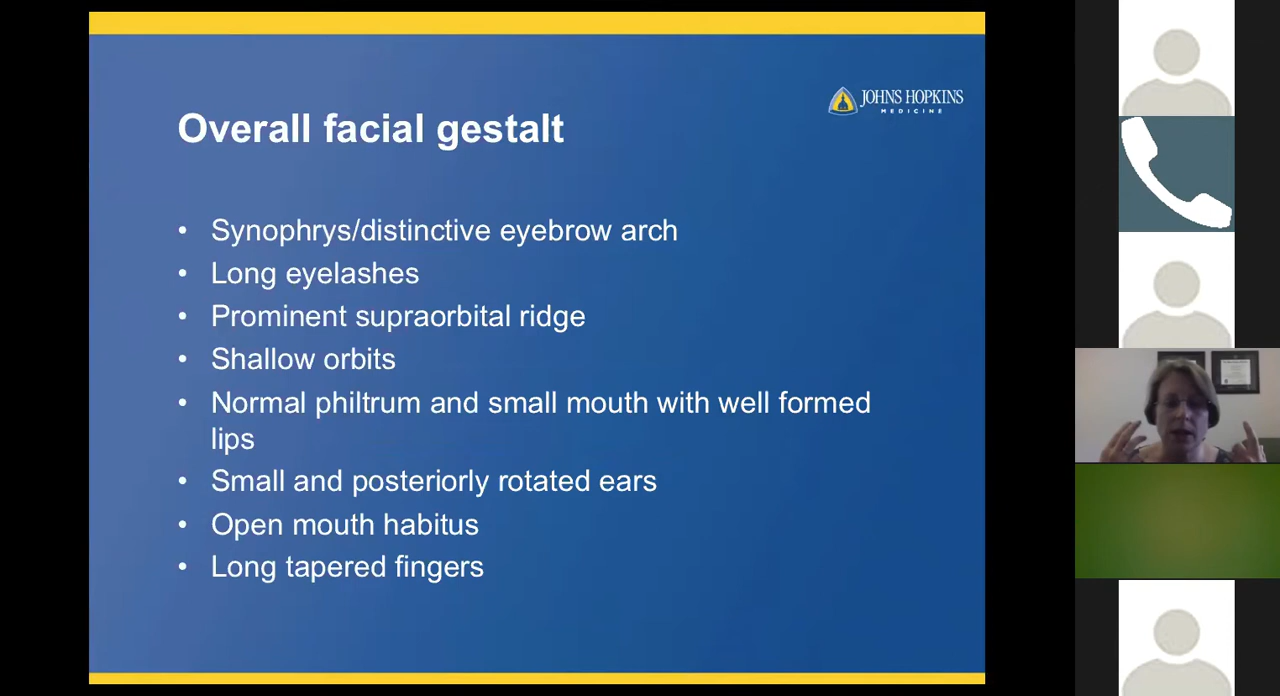 JOHNS HOPKINS
MEDICINE
Overall facial gestalt
• Synophrys/distinctive eyebrow arch
• Long eyelashes
• Prominent supraorbital ridge
• Shallow orbits
• Normal philtrum and small mouth with well formed
lips
• Small and posteriorly rotated ears
• Open mouth habitus
• Long tapered fingers